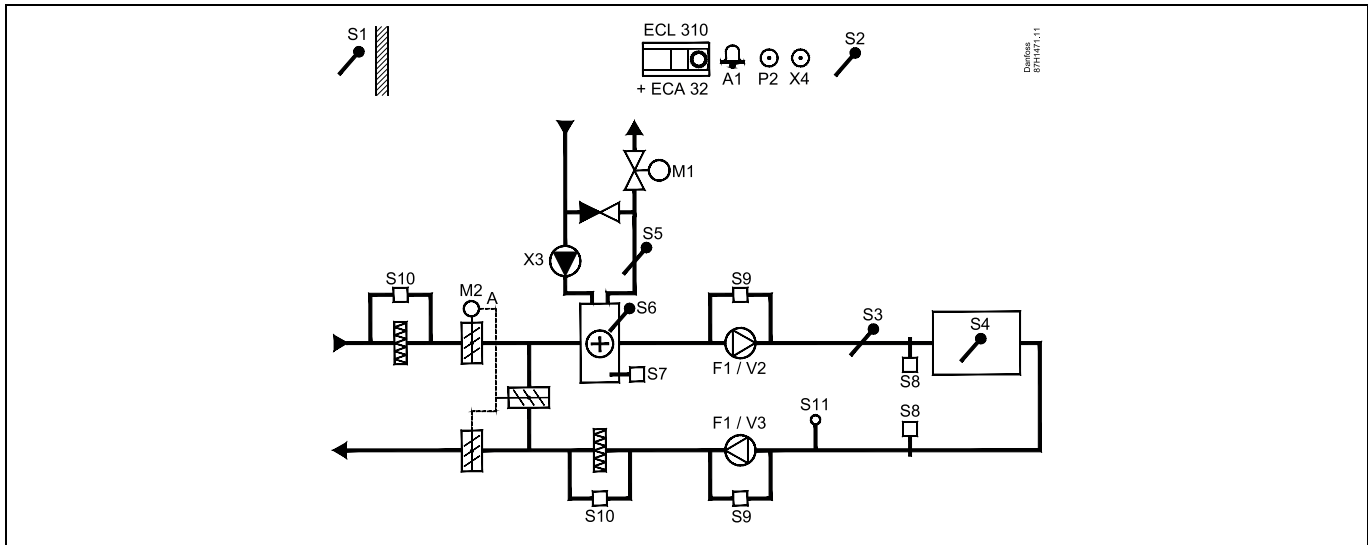 S1
ECL 310
+ ECA 32
A1
P2
X4
S2
Danfoss
87H1471.11
M1
S5
X3
S10
M2
A
S6
S7
S9
F1 / V2
S3
S4
S8
S8
S11
F1 / V3
S10
S9